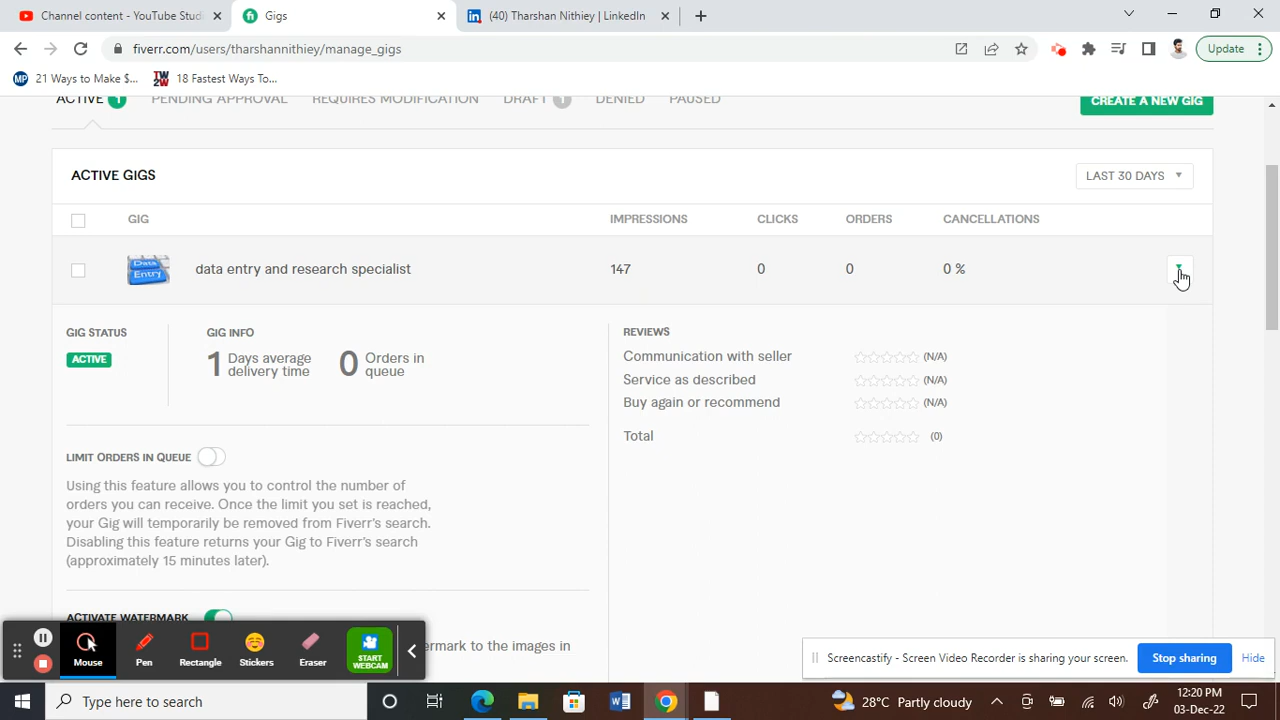 Channel content - YouTube Studi
Gigs
(40) Tharshan Nithiey | LinkedIn
fiverr.com/users/tharshannithiey/manage_gigs
Update
MP 21 Ways to Make $...
TW 2W 18 Fastest Ways To...
ACTIVE 1
PENDING APPROVAL
REQUIRES MODIFICATION
DRAFT 1
DENIED
PAUSED
CREATE A NEW GIG
ACTIVE GIGS
LAST 30 DAYS
GIG
IMPRESSIONS
CLICKS
ORDERS
CANCELLATIONS
Data Entry
data entry and research specialist
147
0
0
0 %
GIG STATUS
ACTIVE
GIG INFO
1 Days average delivery time
0 Orders in queue
REVIEWS
Communication with seller (N/A)
Service as described (N/A)
Buy again or recommend (N/A)
Total (0)
LIMIT ORDERS IN QUEUE
Using this feature allows you to control the number of
orders you can receive. Once the limit you set is reached,
your Gig will temporarily be removed from Fiverr's search.
Disabling this feature returns your Gig to Fiverr's search
(approximately 15 minutes later).
ACTIVATE WATERMARK
ermark to the images in
Mouse
Pen
Rectangle
Stickers
Eraser
START WEBCAM
Screencastify - Screen Video Recorder is sharing your screen.
Stop sharing
Hide
Type here to search
28°C Partly cloudy
12:20 PM
03-Dec-22